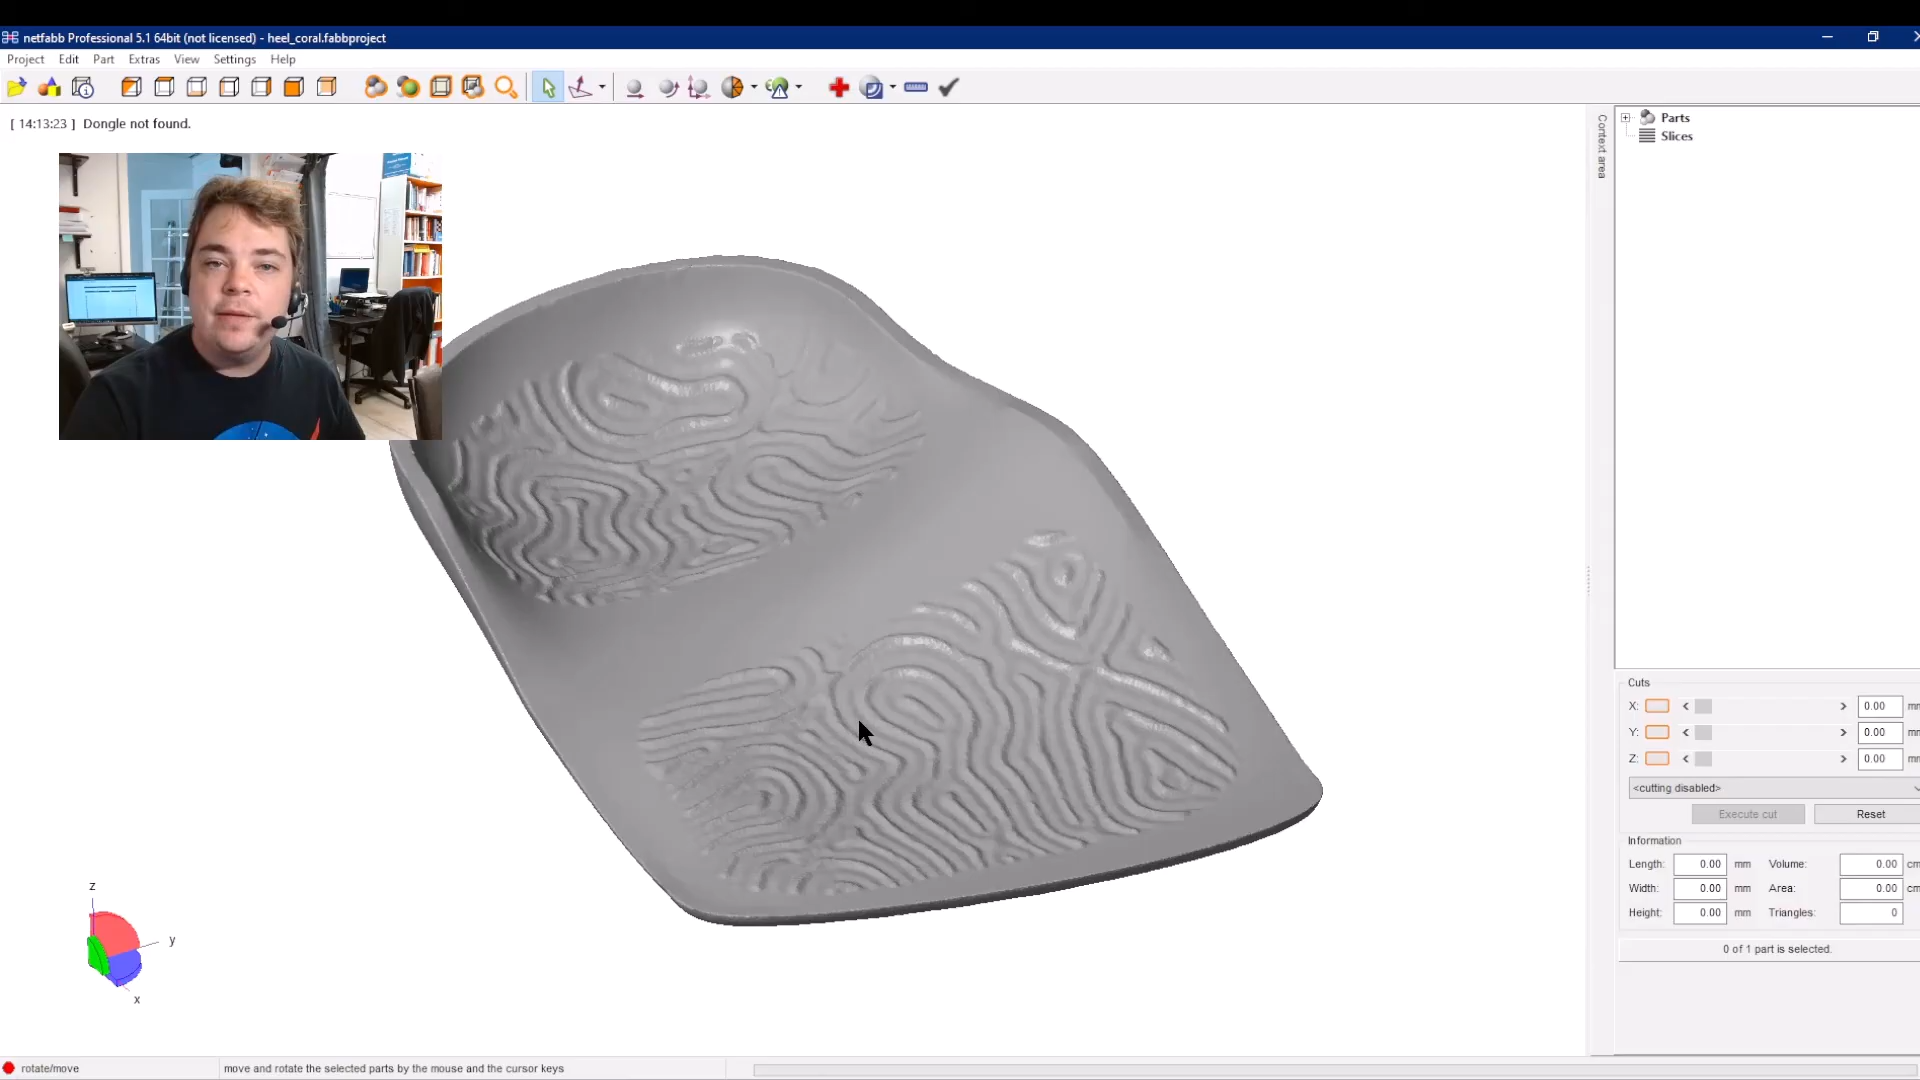 netfabb Professional 5.1 64bit (not licensed) - heel_coral.fabbproject
Project Edit Part Extras View Settings Help
[ 14:13:23 ] Dongle not found.
Context area
Parts
Slices
Cuts
X: < > 0.00 mm
Y: < > 0.00 mm
Z: < > 0.00 mm
<cutting disabled>
Execute cut Reset
Information
Length: 0.00 mm Volume: 0.00 cm
Width: 0.00 mm Area: 0.00 cm
Height: 0.00 mm Triangles: 0
0 of 1 part is selected.
z
y
x
rotate/move move and rotate the selected parts by the mouse and the cursor keys